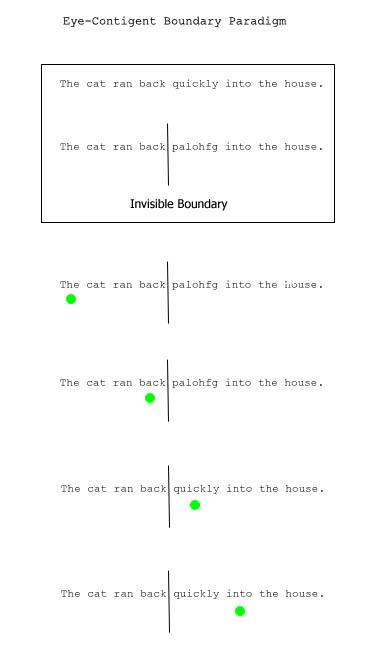 Eye-Contigent Boundary Paradigm
The cat ran back quickly into the house.
The cat ran back palohfg into the house.
Invisible Boundary
The cat ran back palohfg into the house.
The cat ran back palohfg into the house.
The cat ran back quickly into the house.
The cat ran back quickly into the house.